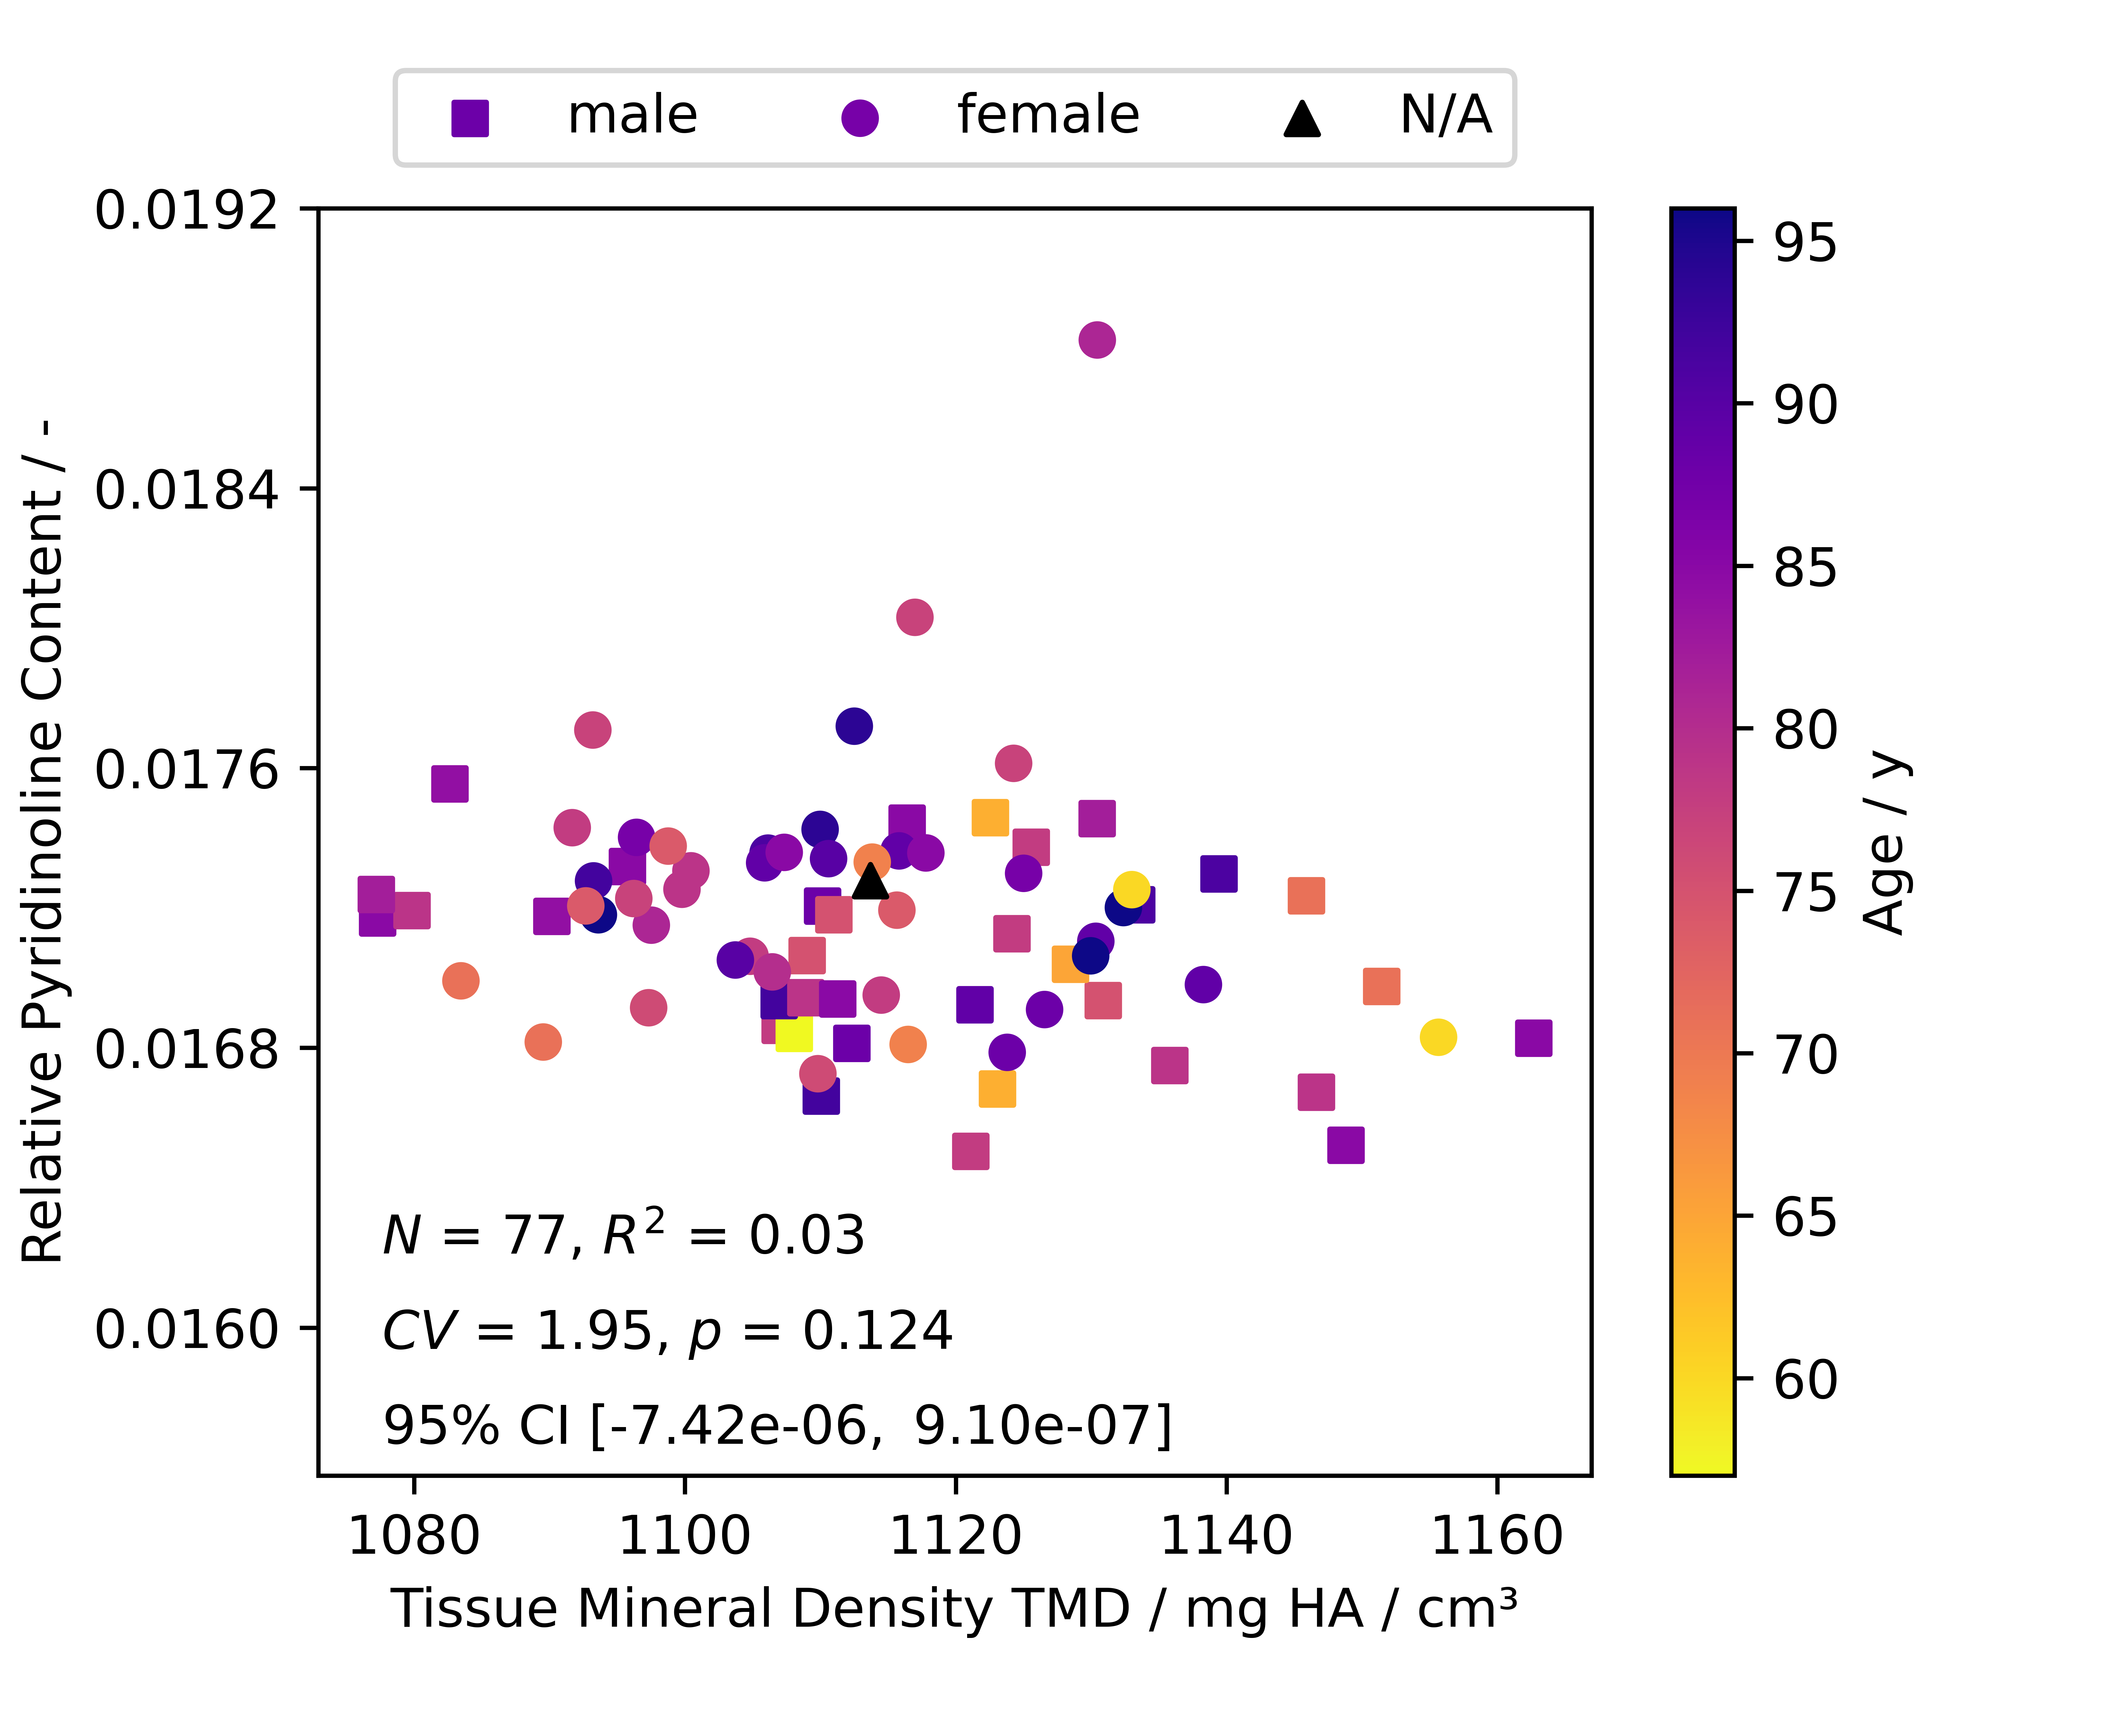 male female N/A
0.0192
0.0184
0.0176
0.0168
0.0160
Relative Pyridinoline Content / -
N = 77, R² = 0.03
CV = 1.95, p = 0.124
95% CI [-7.42e-06, 9.10e-07]
1080 1100 1120 1140 1160
Tissue Mineral Density TMD / mg HA / cm³
95
90
85
80
75
70
65
60
Age / y